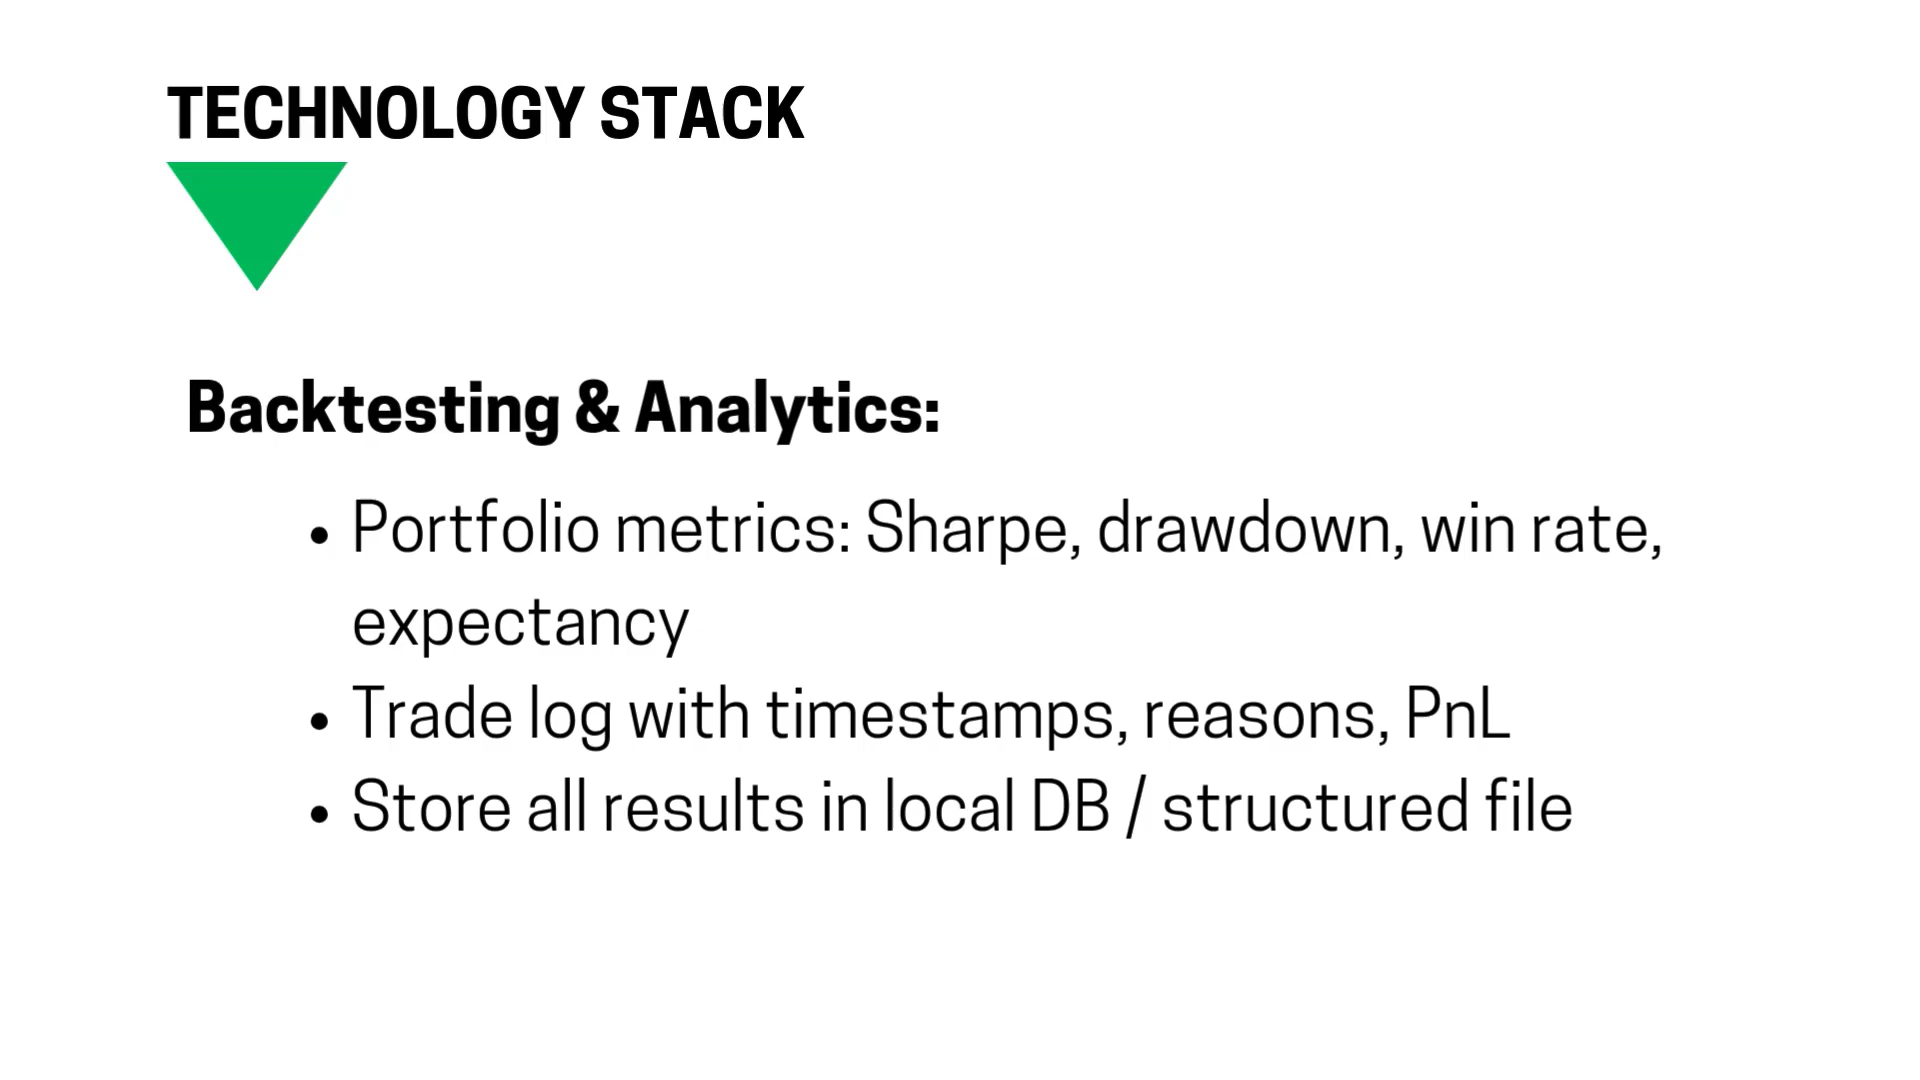 TECHNOLOGY STACK
Backtesting & Analytics:
• Portfolio metrics: Sharpe, drawdown, win rate,
expectancy
• Trade log with timestamps, reasons, PnL
• Store all results in local DB / structured file